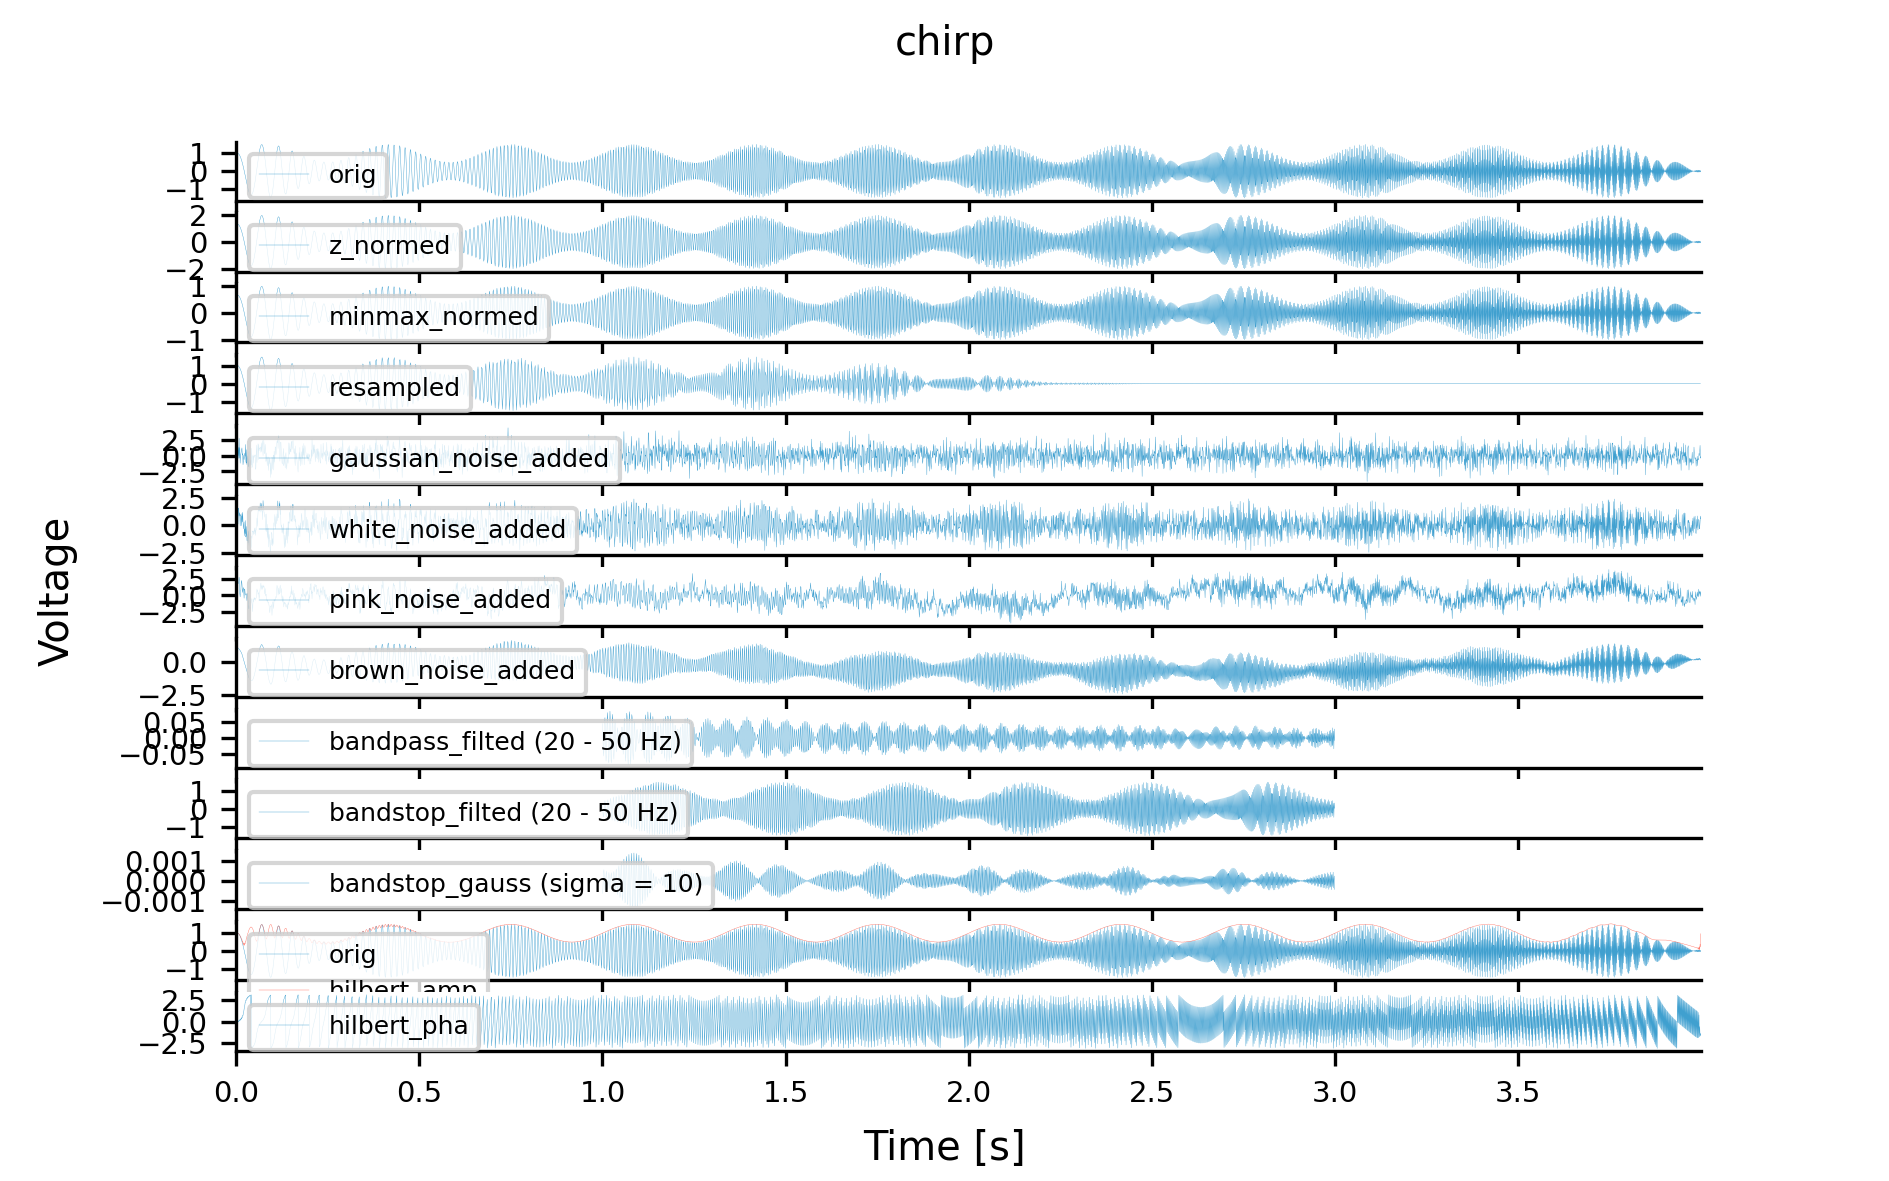 chirp
1
0
−1
orig
2
0
−2
z_normed
1
0
−1
minmax_normed
1
0
−1
resampled
2.5
0.0
−2.5
gaussian_noise_added
2.5
0.0
−2.5
white_noise_added
2.5
0.0
−2.5
pink_noise_added
0.0
−2.5
brown_noise_added
0.05
0.00
−0.05
bandpass_filted (20 - 50 Hz)
1
0
−1
bandstop_filted (20 - 50 Hz)
0.001
0.000
−0.001
bandstop_gauss (sigma = 10)
1
0
−1
orig
hilbert_amp
2.5
0.0
−2.5
hilbert_pha
0.0 0.5 1.0 1.5 2.0 2.5 3.0 3.5
Time [s]
Voltage